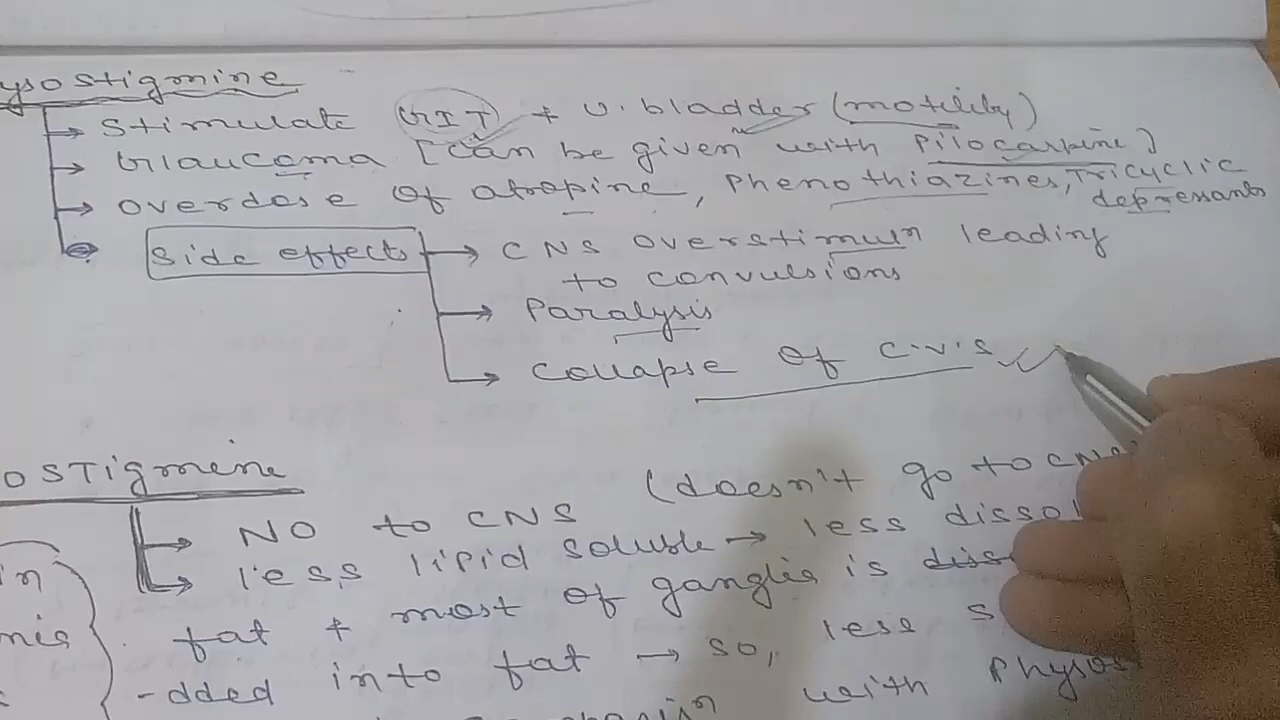 ysostigmine
stimulate GIT + U. bladder (motility)
Glaucoma [can be given with Pilocarpine]
overdose of atropine, Phenothiazines, Tricyclic
depressants
Side effects → CNS overstimuln leading
to convulsions
→ Paralysis
→ Collapse of C.V.S
OSTigmine
→ NO to CNS (doesn't go to CNS
→ less lipid soluble → less dissol
in fat + most of ganglia is
-dded into fat → so, less s
with Physos